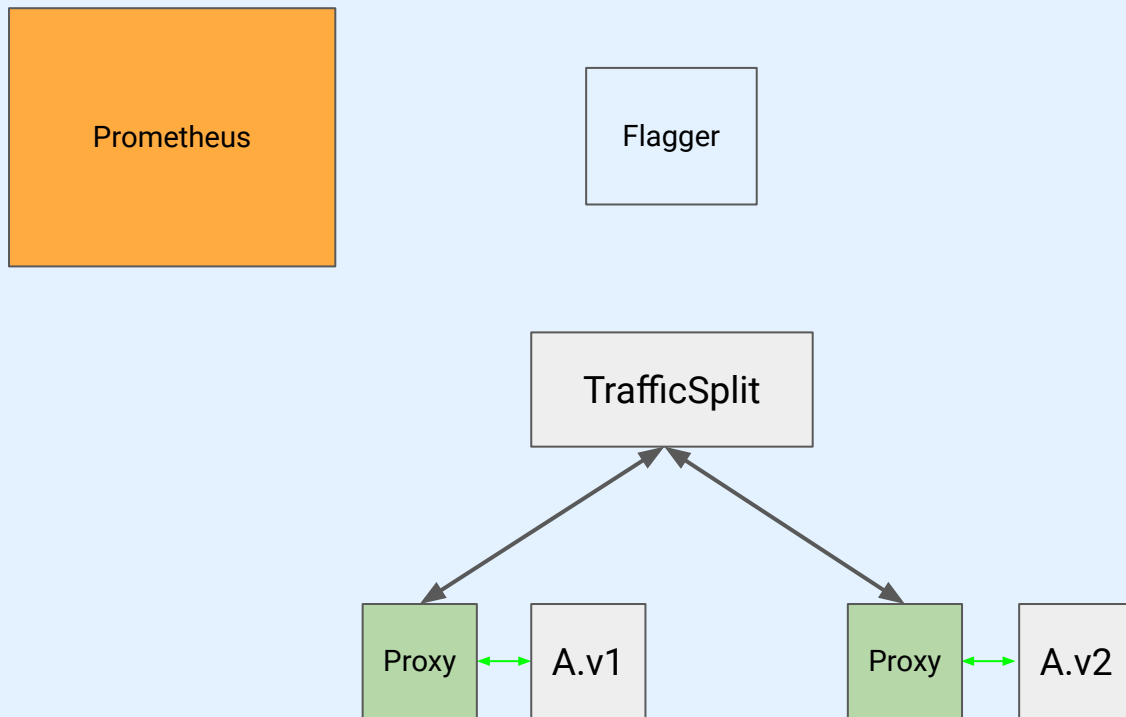 Prometheus
Flagger
TrafficSplit
Proxy
A.v1
Proxy
A.v2